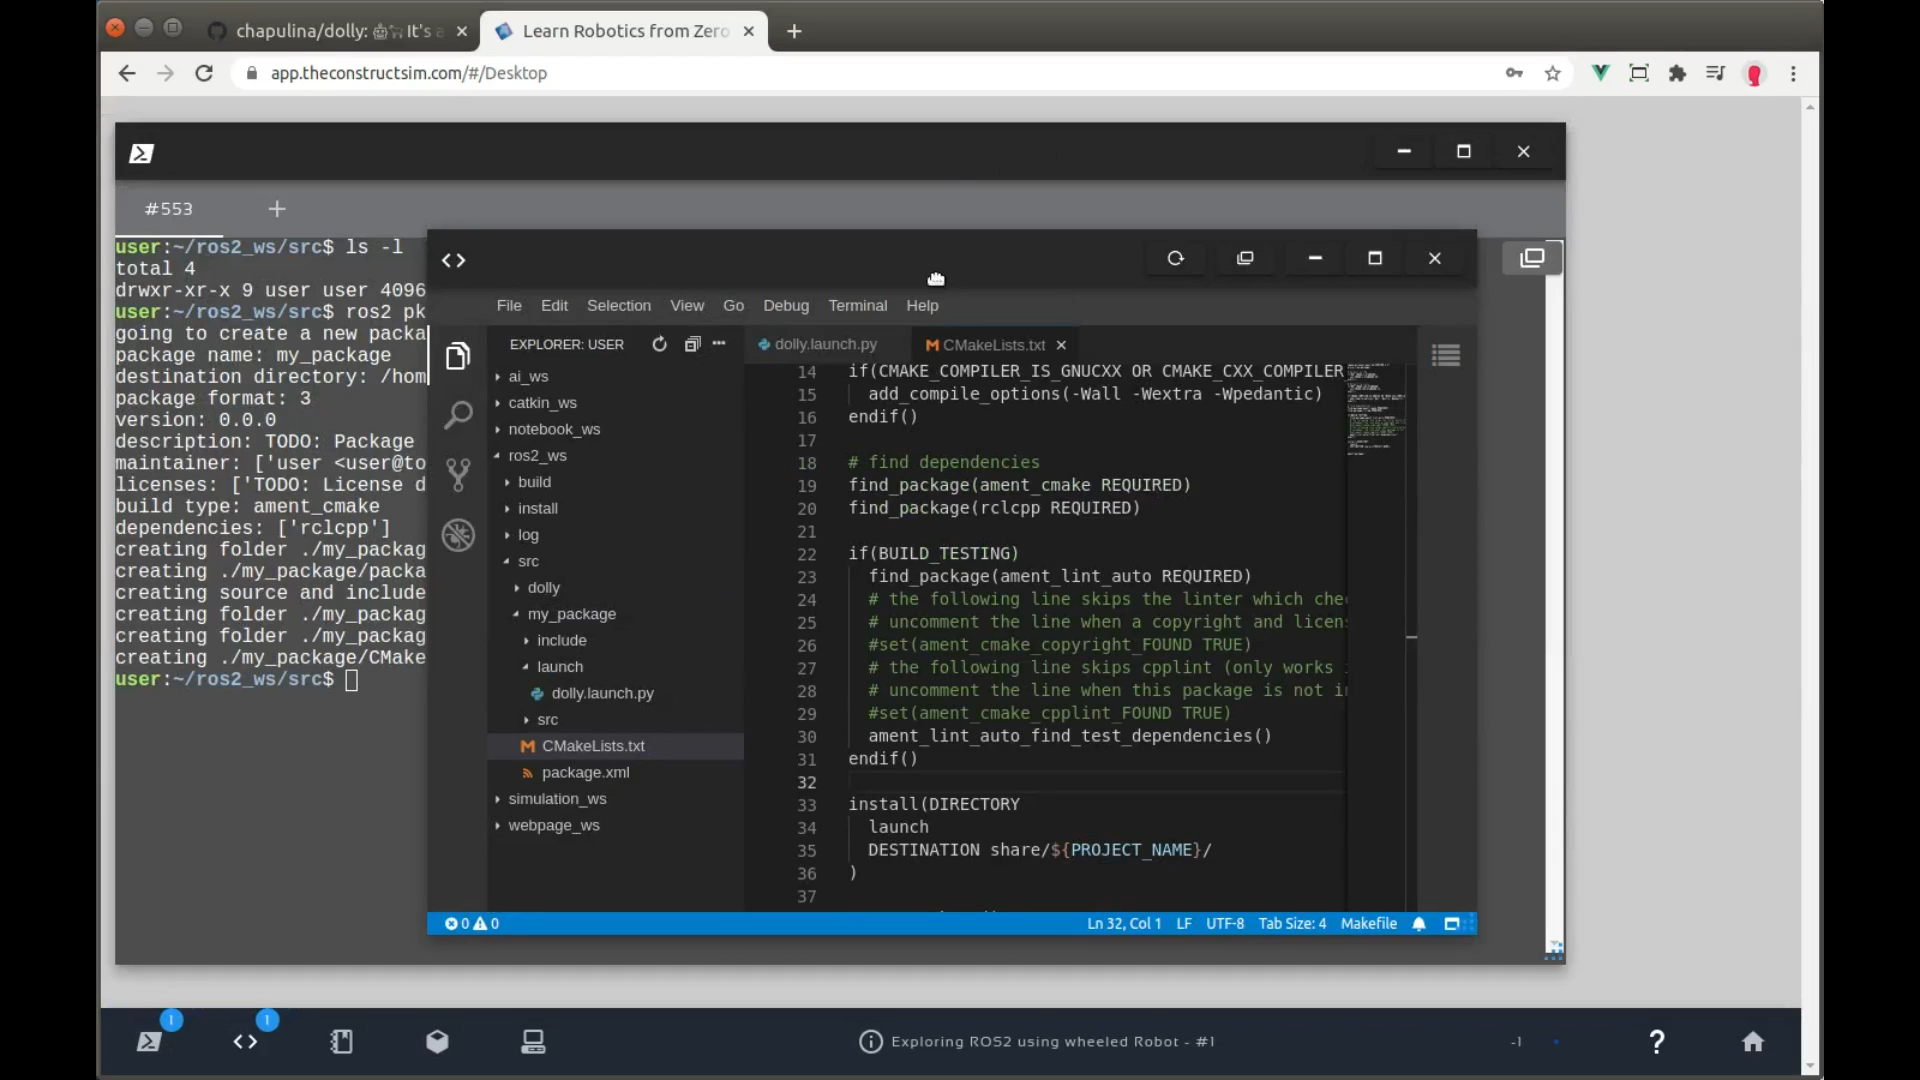 chapulina/dolly: 🤖🐑 It's a
Learn Robotics from Zero
app.theconstructsim.com/#/Desktop
#553
user:~/ros2_ws/src$ ls -l
total 4
drwxr-xr-x 9 user user 4096
user:~/ros2_ws/src$ ros2 pk
going to create a new packa
package name: my_package
destination directory: /hom
package format: 3
version: 0.0.0
description: TODO: Package
maintainer: ['user <user@to
licenses: ['TODO: License d
build type: ament_cmake
dependencies: ['rclcpp']
creating folder ./my_packag
creating ./my_package/packa
creating source and include
creating folder ./my_packag
creating folder ./my_packag
creating ./my_package/CMake
user:~/ros2_ws/src$
File Edit Selection View Go Debug Terminal Help
EXPLORER: USER
ai_ws
catkin_ws
notebook_ws
ros2_ws
build
install
log
src
dolly
my_package
include
launch
dolly.launch.py
src
CMakeLists.txt
package.xml
simulation_ws
webpage_ws
dolly.launch.py
CMakeLists.txt
14 if(CMAKE_COMPILER_IS_GNUCXX OR CMAKE_CXX_COMPILER_
15 add_compile_options(-Wall -Wextra -Wpedantic)
16 endif()
17
18 # find dependencies
19 find_package(ament_cmake REQUIRED)
20 find_package(rclcpp REQUIRED)
21
22 if(BUILD_TESTING)
23 find_package(ament_lint_auto REQUIRED)
24 # the following line skips the linter which che
25 # uncomment the line when a copyright and licen
26 #set(ament_cmake_copyright_FOUND TRUE)
27 # the following line skips cpplint (only works
28 # uncomment the line when this package is not i
29 #set(ament_cmake_cpplint_FOUND TRUE)
30 ament_lint_auto_find_test_dependencies()
31 endif()
32
33 install(DIRECTORY
34 launch
35 DESTINATION share/${PROJECT_NAME}/
36 )
37
0 0
Ln 32, Col 1 LF UTF-8 Tab Size: 4 Makefile
1
1
Exploring ROS2 using wheeled Robot - #1
-1
?